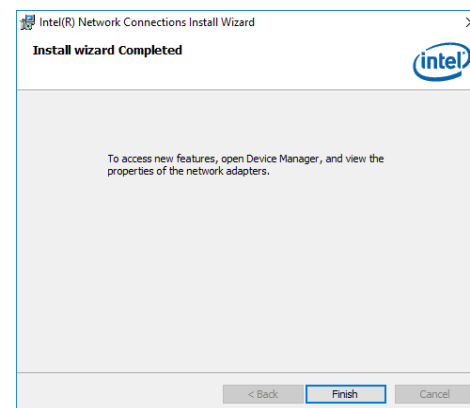 Intel(R) Network Connections Install Wizard
Install wizard Completed
intel
To access new features, open Device Manager, and view the
properties of the network adapters.
< Back
Finish
Cancel